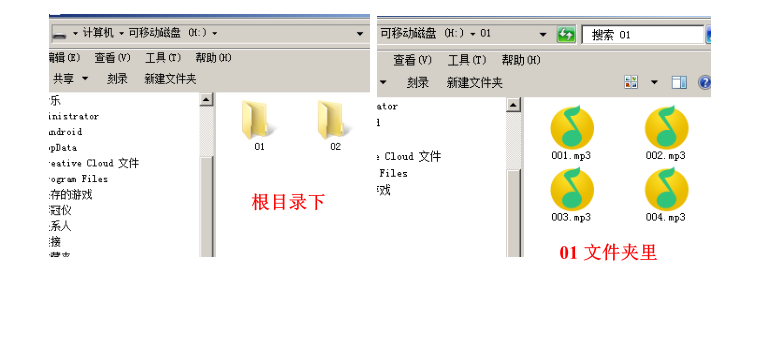 计算机 可移动磁盘 (H:)
编辑(E) 查看(V) 工具(T) 帮助(H)
共享 刻录 新建文件夹
乐
inistrator
ndroid
ppData
reative Cloud 文件
rogram Files
存的游戏
系人
接
01
02
根目录下
可移动磁盘 (H:) 01
搜索 01
查看(V) 工具(T) 帮助(H)
刻录 新建文件夹
ator
d
Cloud 文件
Files
戏
001.mp3
002.mp3
003.mp3
004.mp3
01 文件夹里